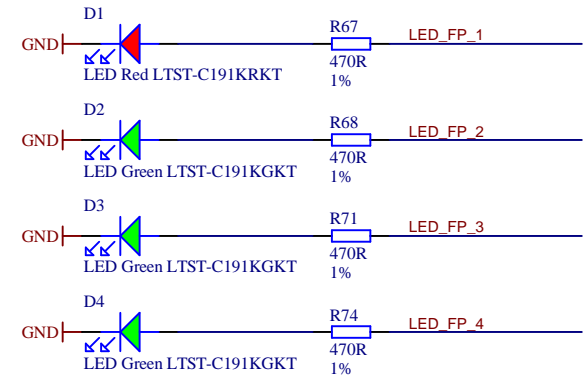 D1
R67
LED_FP_1
GND
470R
LED Red LTST-C191KRKT
1%
D2
R68
LED_FP_2
GND
470R
LED Green LTST-C191KGKT
1%
D3
R71
LED_FP_3
GND
470R
LED Green LTST-C191KGKT
1%
D4
R74
LED_FP_4
GND
470R
LED Green LTST-C191KGKT
1%